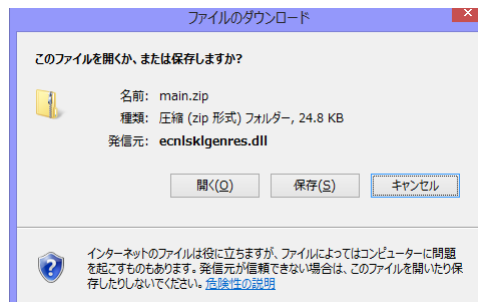 ファイルのダウンロード
このファイルを開くか、または保存しますか?
名前: main.zip
種類: 圧縮 (zip 形式) フォルダー, 24.8 KB
発信元: ecnlsklgenres.dll
開く(O) 保存(S) キャンセル
インターネットのファイルは役に立ちますが、ファイルによってはコンピューターに問題
を起こすものもあります。発信元が信頼できない場合は、このファイルを開いたり保
存したりしないでください。危険性の説明